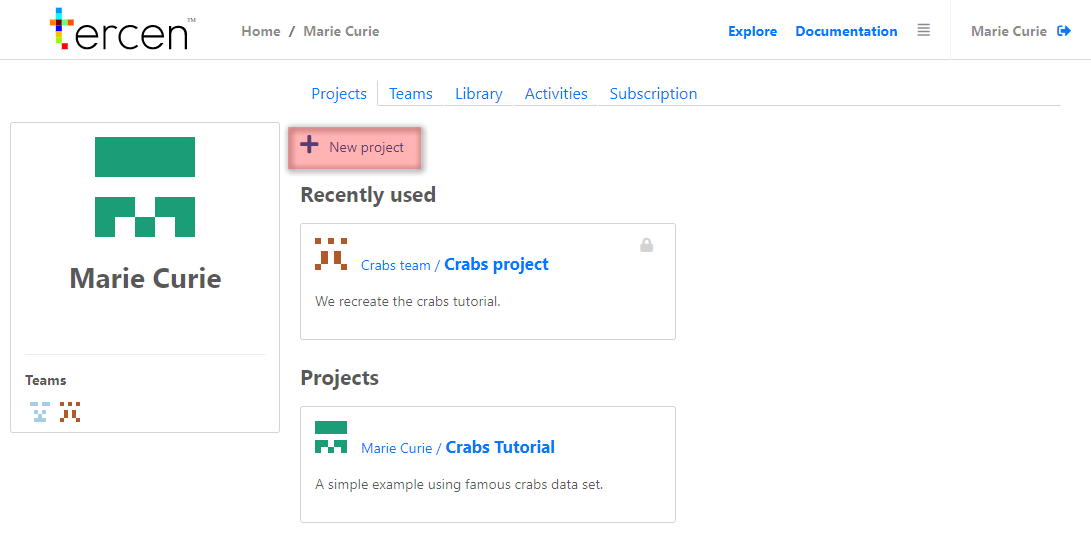 tercen™
Home / Marie Curie
Explore Documentation Marie Curie
Projects Teams Library Activities Subscription
New project
Marie Curie
Teams
Recently used
Crabs team / Crabs project
We recreate the crabs tutorial.
Projects
Marie Curie / Crabs Tutorial
A simple example using famous crabs data set.